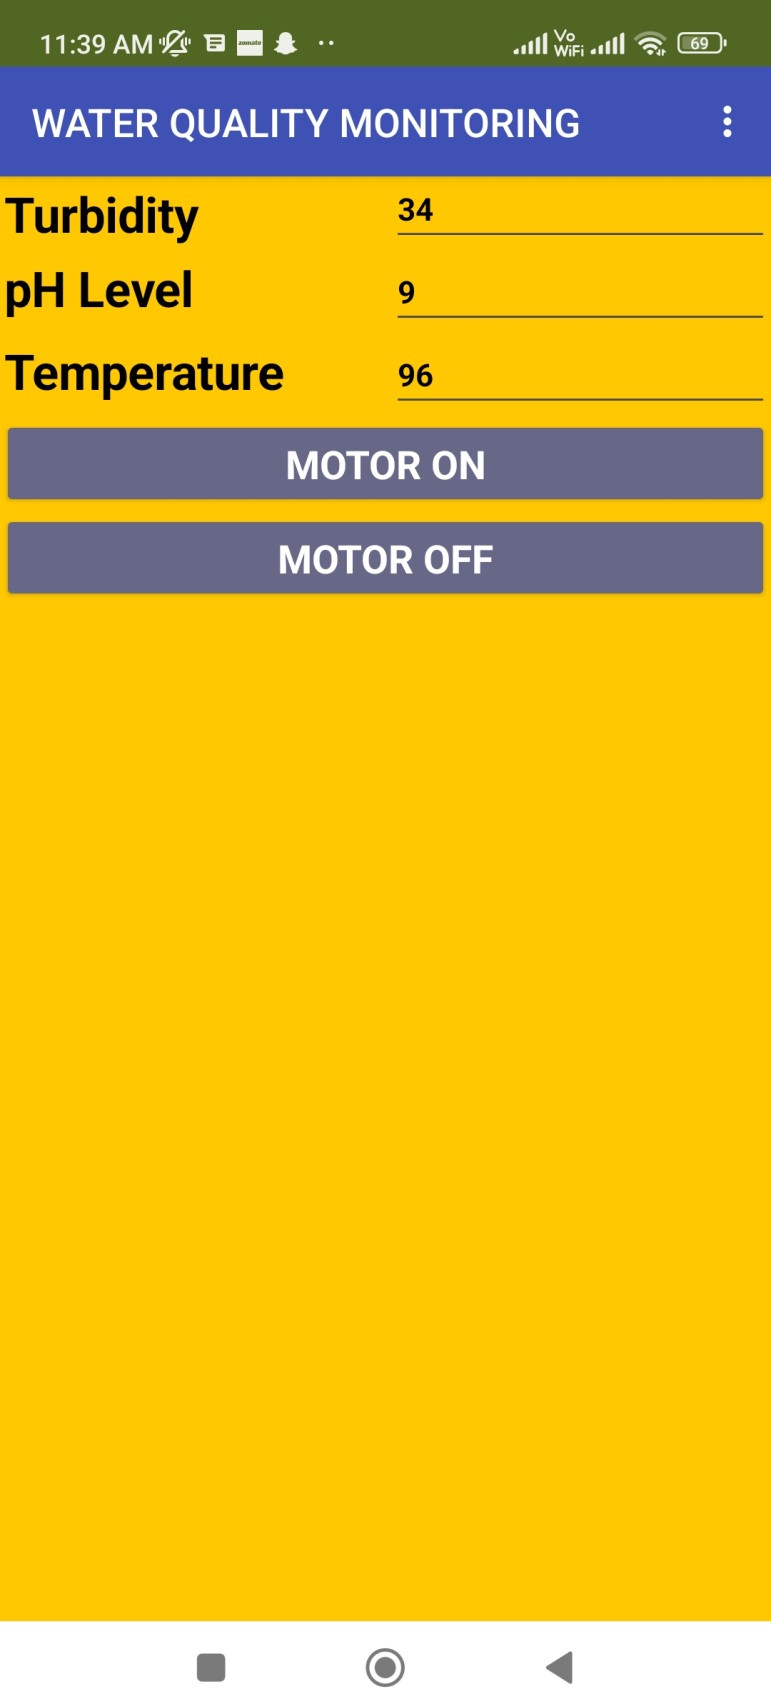 11:39 AM zomato Vo WiFi 69
WATER QUALITY MONITORING
Turbidity 34
pH Level 9
Temperature 96
MOTOR ON
MOTOR OFF